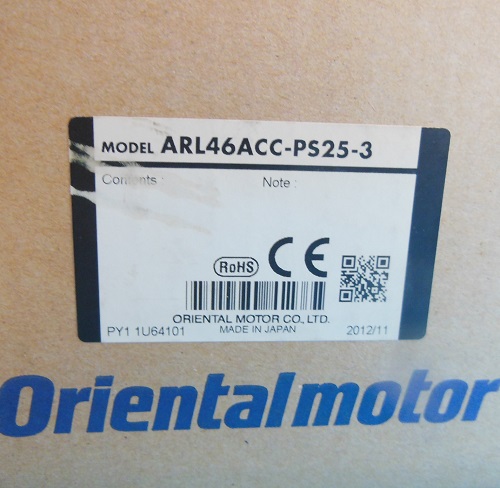 MODEL ARL46ACC-PS25-3
Contents : Note :
RoHS CE
ORIENTAL MOTOR CO., LTD.
PY1 1U64101 MADE IN JAPAN 2012/11
Orientalmotor